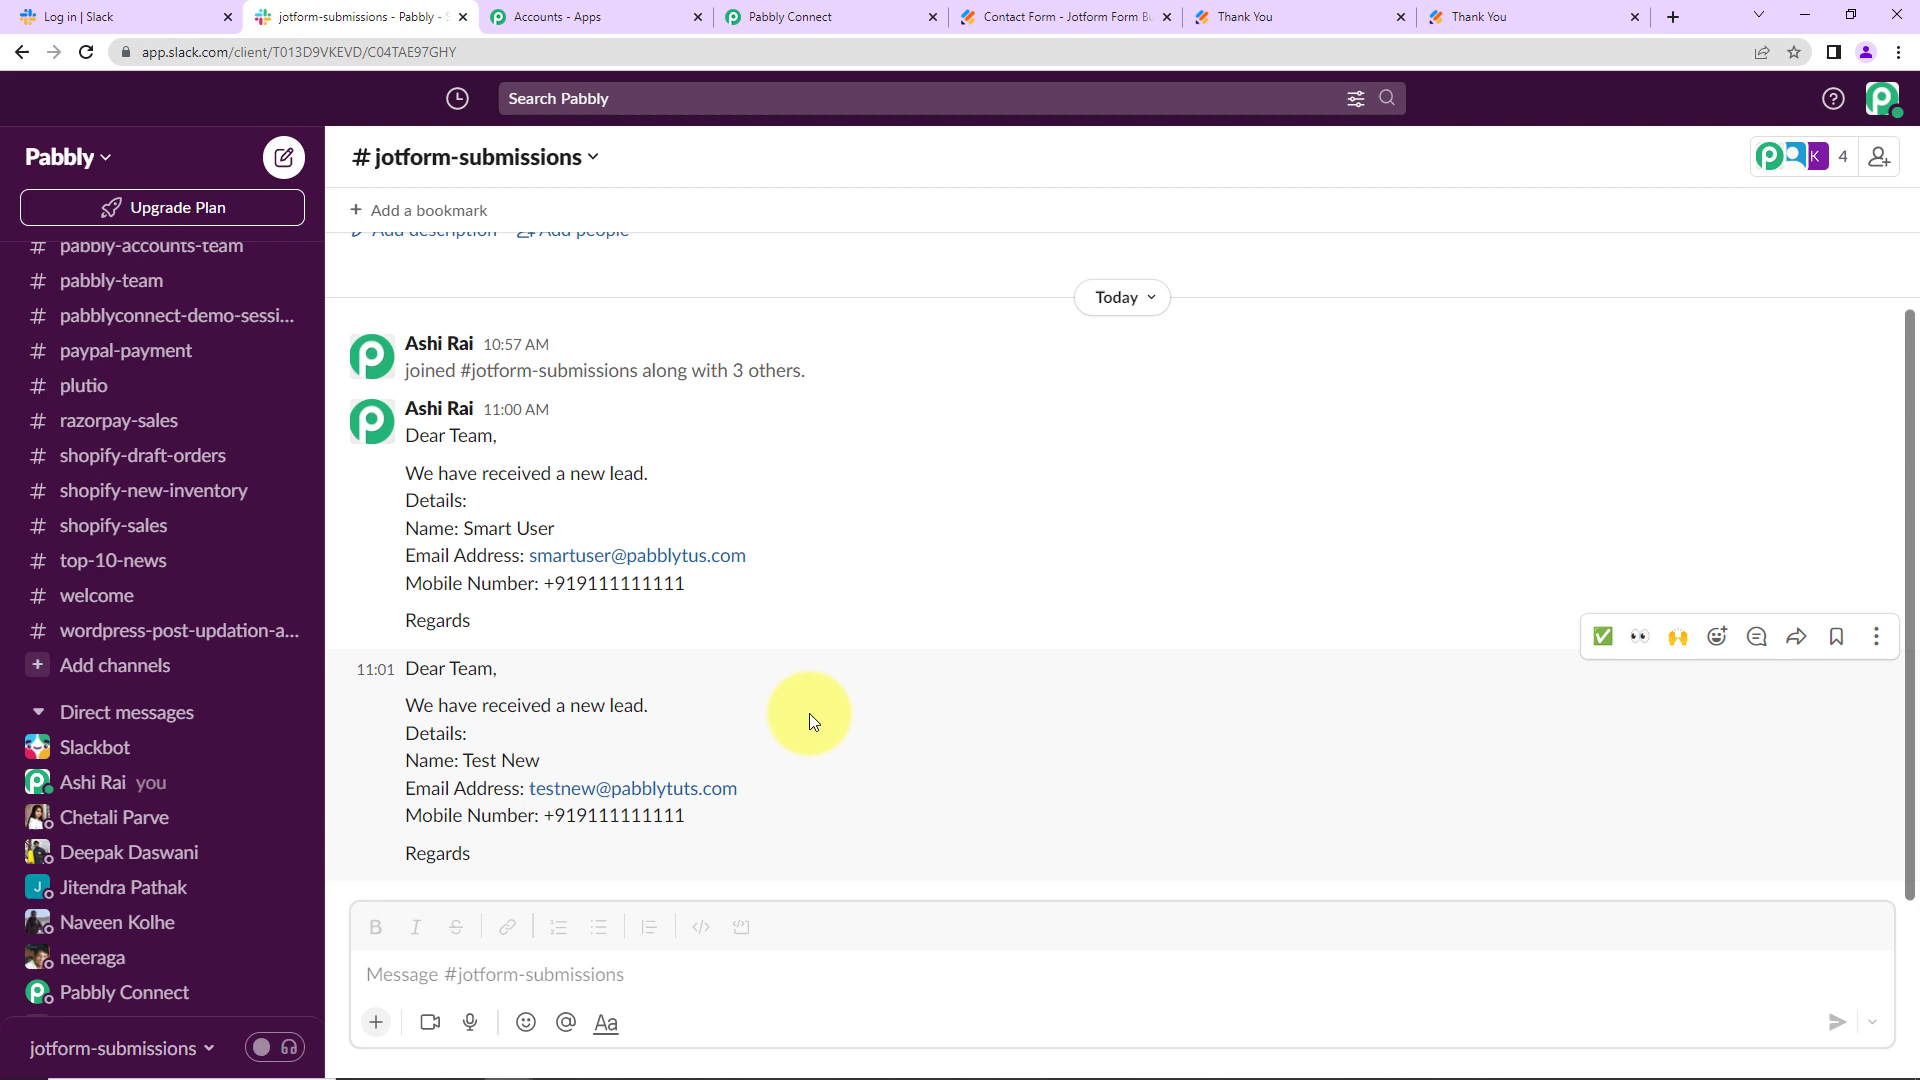 Log in | Slack
jotform-submissions - Pabbly - S
Accounts - Apps
Pabbly Connect
Contact Form - Jotform Form Bu
Thank You
Thank You
app.slack.com/client/T013D9VKEVD/C04TAE97GHY
Search Pabbly
Pabbly
Upgrade Plan
# pabbly-accounts-team
# pabbly-team
# pabblyconnect-demo-sessi...
# paypal-payment
# plutio
# razorpay-sales
# shopify-draft-orders
# shopify-new-inventory
# shopify-sales
# top-10-news
# welcome
# wordpress-post-updation-a...
+ Add channels
Direct messages
Slackbot
Ashi Rai you
Chetali Parve
Deepak Daswani
J Jitendra Pathak
Naveen Kolhe
neeraga
Pabbly Connect
jotform-submissions
# jotform-submissions
K 4
+ Add a bookmark
Add description Add people
Today
Ashi Rai 10:57 AM
joined #jotform-submissions along with 3 others.
Ashi Rai 11:00 AM
Dear Team,
We have received a new lead.
Details:
Name: Smart User
Email Address: smartuser@pabblytus.com
Mobile Number: +919111111111
Regards
11:01 Dear Team,
We have received a new lead.
Details:
Name: Test New
Email Address: testnew@pabblytuts.com
Mobile Number: +919111111111
Regards
Message #jotform-submissions
Aa